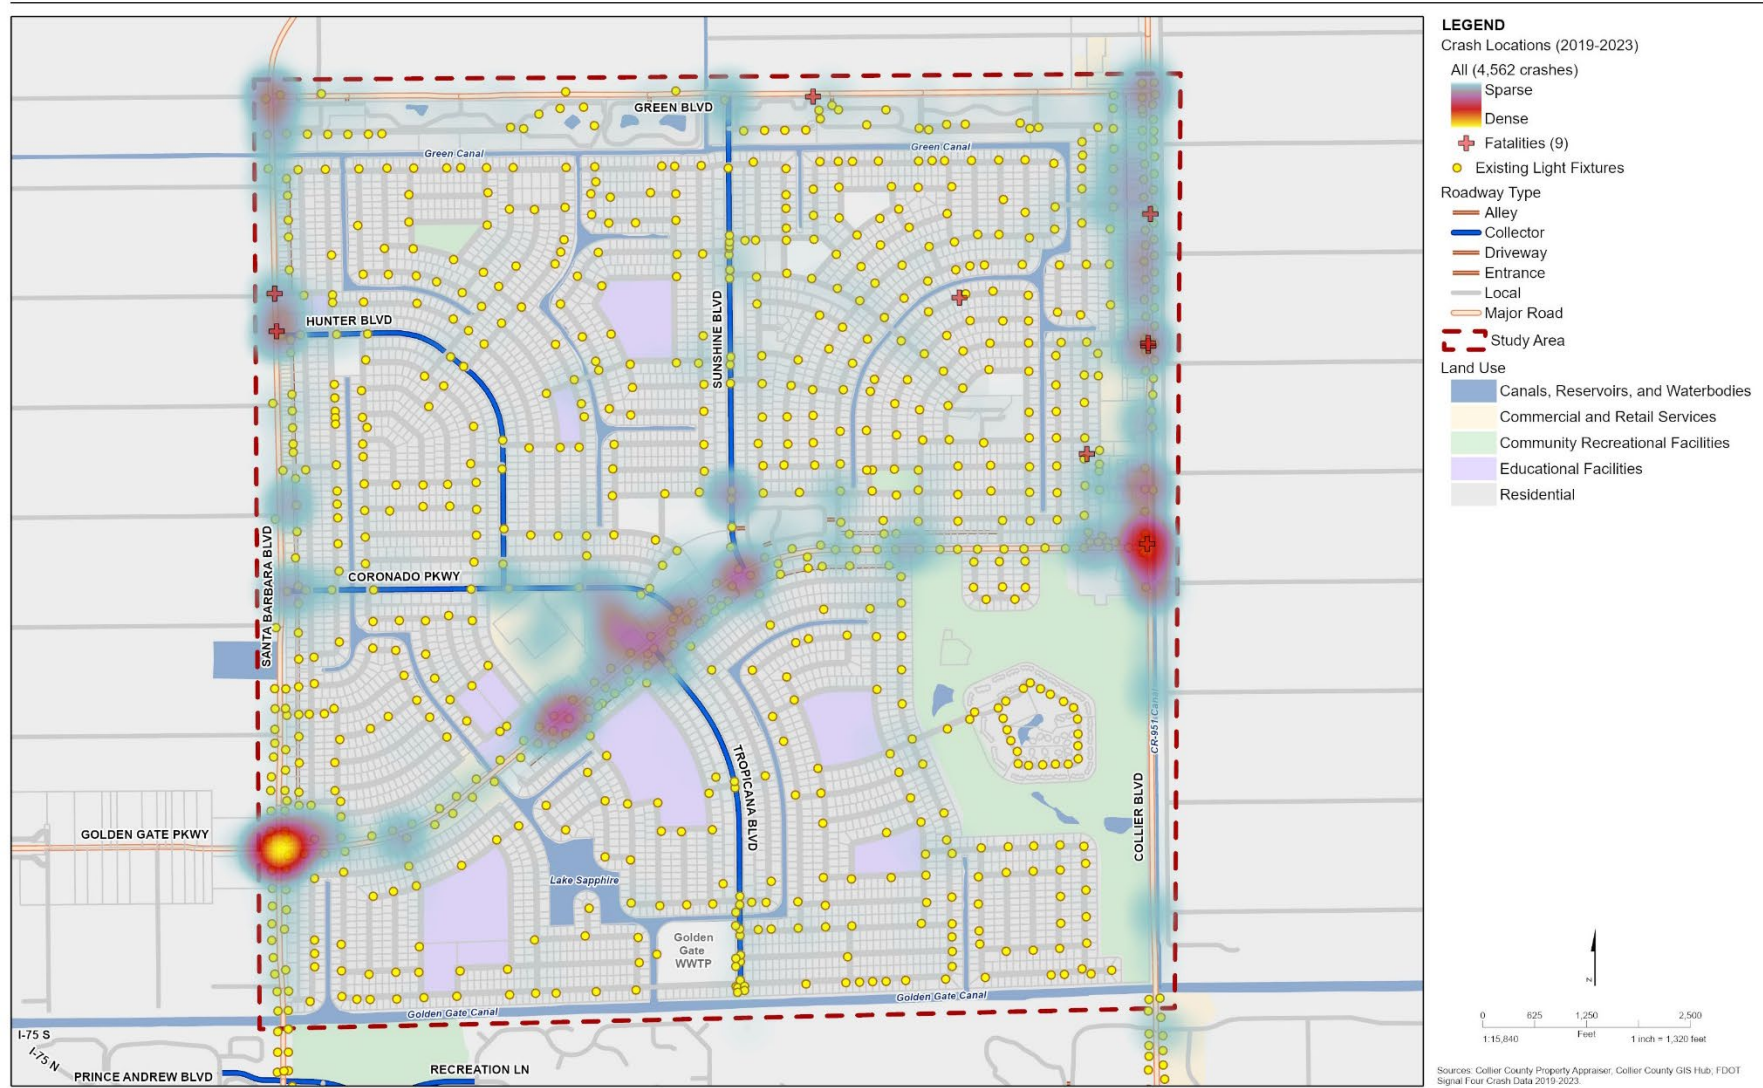 GREEN BLVD
Green Canal
Green Canal
HUNTER BLVD
SUNSHINE BLVD
SANTA BARBARA BLVD
CORONADO PKWY
CR-951 Canal
TROPICANA BLVD
COLLIER BLVD
GOLDEN GATE PKWY
Lake Sapphire
Golden
Gate
WWTP
Golden Gate Canal
Golden Gate Canal
I-75 S
I-75 N
PRINCE ANDREW BLVD
RECREATION LN
LEGEND
Crash Locations (2019-2023)
All (4,562 crashes)
Sparse
Dense
Fatalities (9)
Existing Light Fixtures
Roadway Type
Alley
Collector
Driveway
Entrance
Local
Major Road
Study Area
Land Use
Canals, Reservoirs, and Waterbodies
Commercial and Retail Services
Community Recreational Facilities
Educational Facilities
Residential
N
0 625 1,250 2,500
Feet
1:15,840 1 inch = 1,320 feet
Sources: Collier County Property Appraiser, Collier County GIS Hub, FDOT
Signal Four Crash Data 2019-2023.